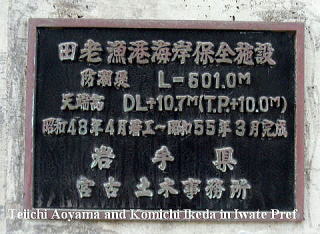 田老漁港海岸保全施設
防潮堤 L-601.0M
天端高 DL+10.7M(T.P.+10.0M)
昭和48年4月着工~昭和55年3月完成
岩手県
宮古土木事務所
Teiichi Aoyama and Komichi Ikeda in Iwate Pref